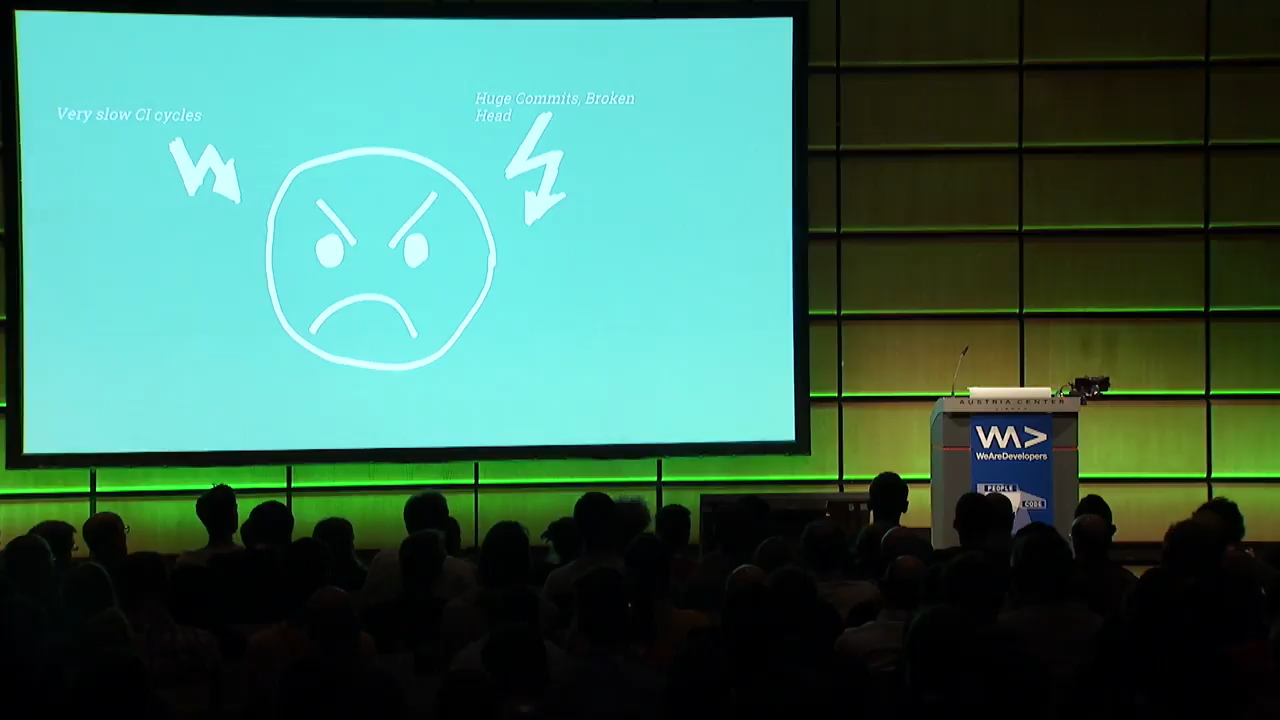 Very slow CI cycles
Huge Commits, Broken
Head
AUSTRIA CENTER
WeAreDevelopers
PEOPLE
CODE